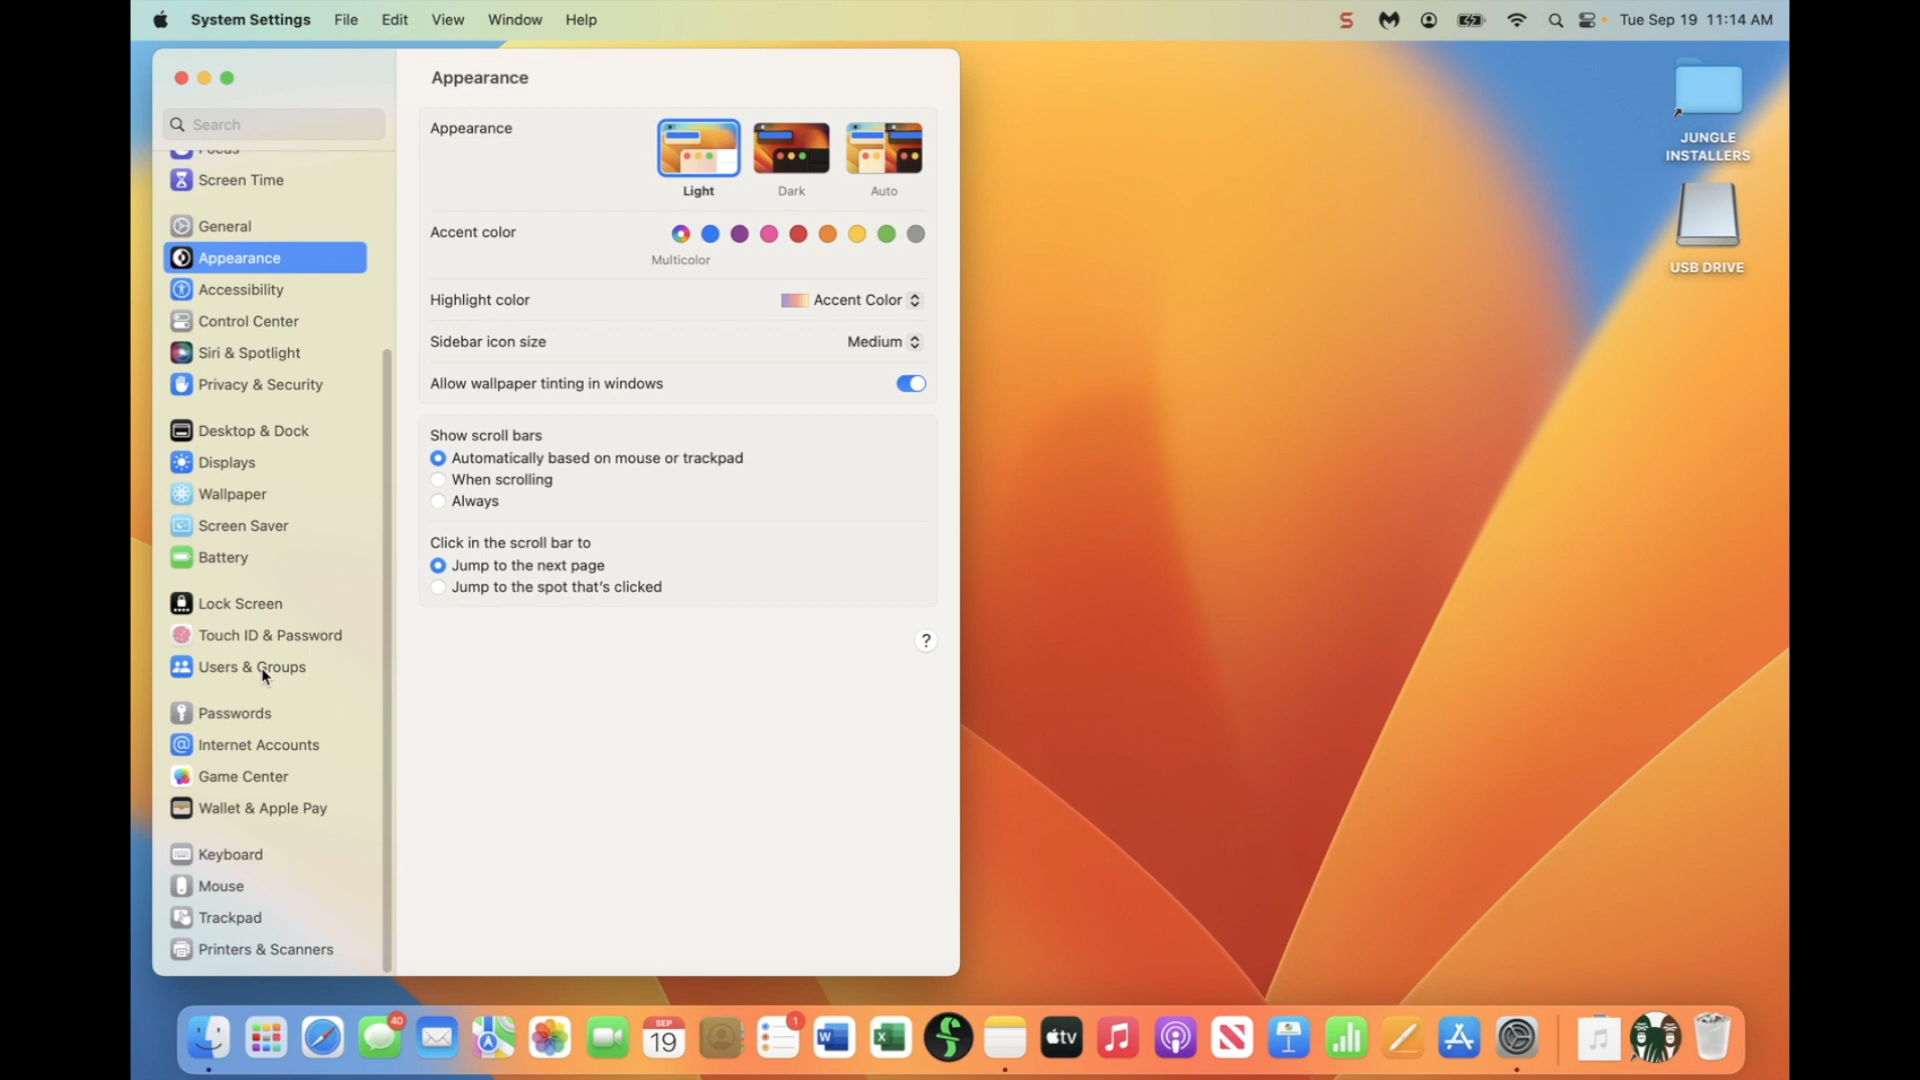 System Settings File Edit View Window Help Tue Sep 19 11:14 AM
Search
Focus
Screen Time
General
Appearance
Accessibility
Control Center
Siri & Spotlight
Privacy & Security
Desktop & Dock
Displays
Wallpaper
Screen Saver
Battery
Lock Screen
Touch ID & Password
Users & Groups
Passwords
Internet Accounts
Game Center
Wallet & Apple Pay
Keyboard
Mouse
Trackpad
Printers & Scanners
Appearance
Appearance
Light Dark Auto
Accent color
Multicolor
Highlight color Accent Color
Sidebar icon size Medium
Allow wallpaper tinting in windows
Show scroll bars
Automatically based on mouse or trackpad
When scrolling
Always
Click in the scroll bar to
Jump to the next page
Jump to the spot that's clicked
?
JUNGLE
INSTALLERS
USB DRIVE
40
SEP
19
1
W
X
tv